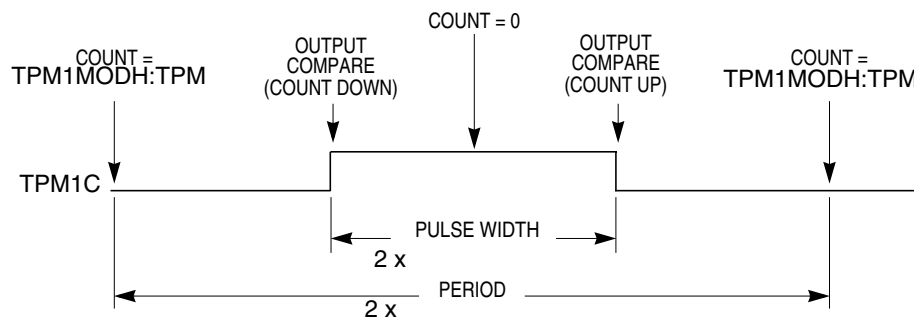 COUNT = 0
COUNT =
TPM1MODH:TPM
OUTPUT
COMPARE
(COUNT DOWN)
OUTPUT
COMPARE
(COUNT UP)
COUNT =
TPM1MODH:TPM
TPM1C
PULSE WIDTH
2 x
PERIOD
2 x